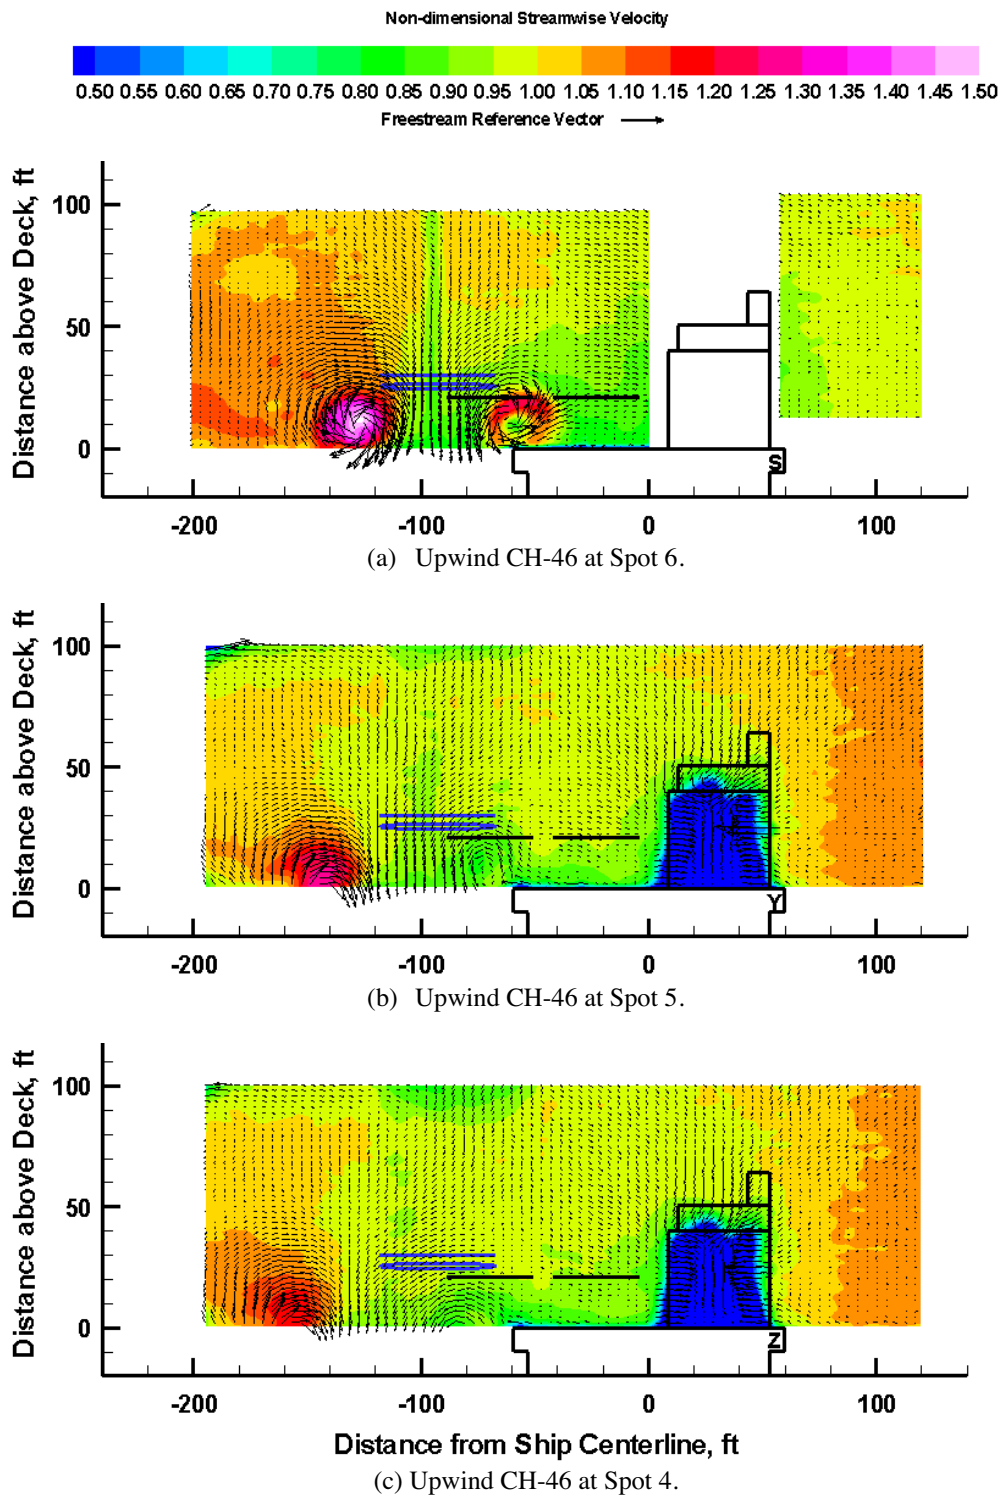 Non-dimensional Streamwise Velocity
0.50 0.55 0.60 0.65 0.70 0.75 0.80 0.85 0.90 0.95 1.00 1.05 1.10 1.15 1.20 1.25 1.30 1.35 1.40 1.45 1.50
Freestream Reference Vector
Distance above Deck, ft
100
50
0
S
-200 -100 0 100
(a) Upwind CH-46 at Spot 6.
Distance above Deck, ft
100
50
0
Y
-200 -100 0 100
(b) Upwind CH-46 at Spot 5.
Distance above Deck, ft
100
50
0
Z
-200 -100 0 100
Distance from Ship Centerline, ft
(c) Upwind CH-46 at Spot 4.